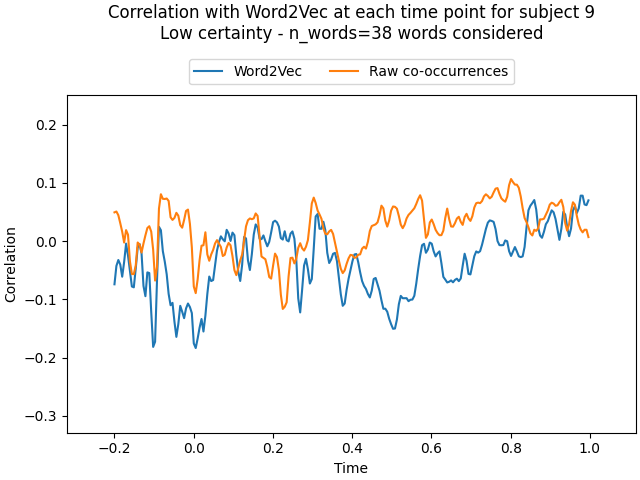 Correlation with Word2Vec at each time point for subject 9
Low certainty - n_words=38 words considered
Word2Vec
Raw co-occurrences
0.2
0.1
0.0
−0.1
−0.2
−0.3
Correlation
−0.2
0.0
0.2
0.4
0.6
0.8
1.0
Time